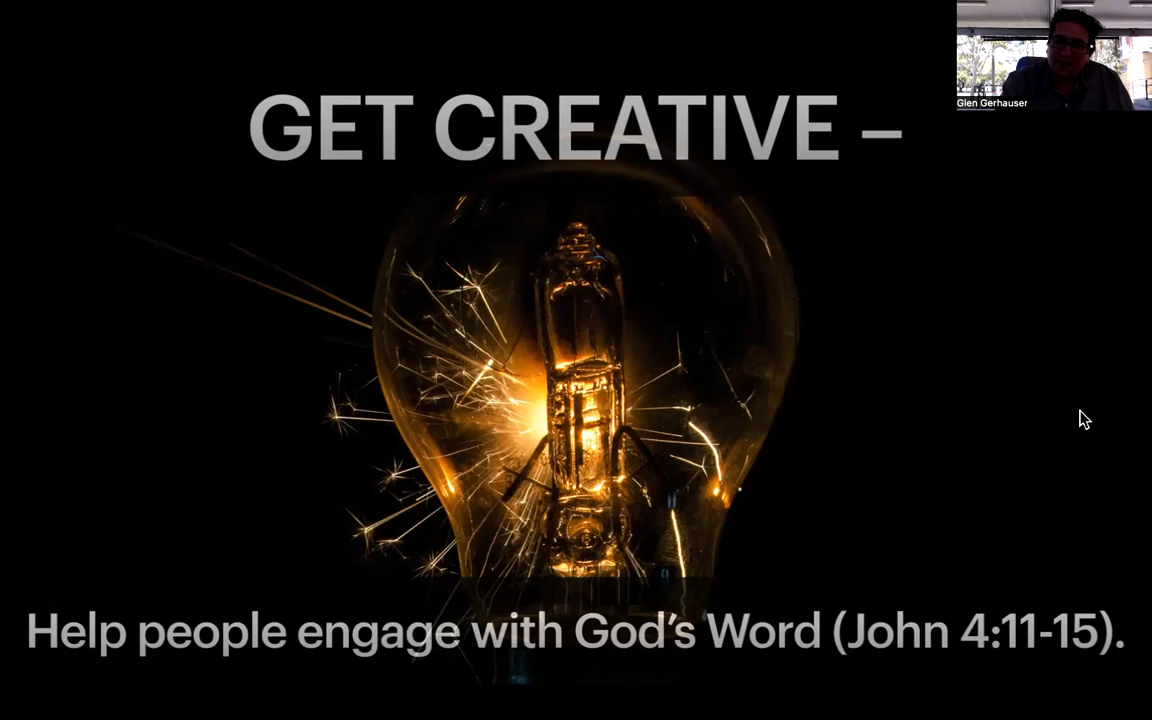 GET CREATIVE –
Glen Gerhauser
Help people engage with God's Word (John 4:11-15).